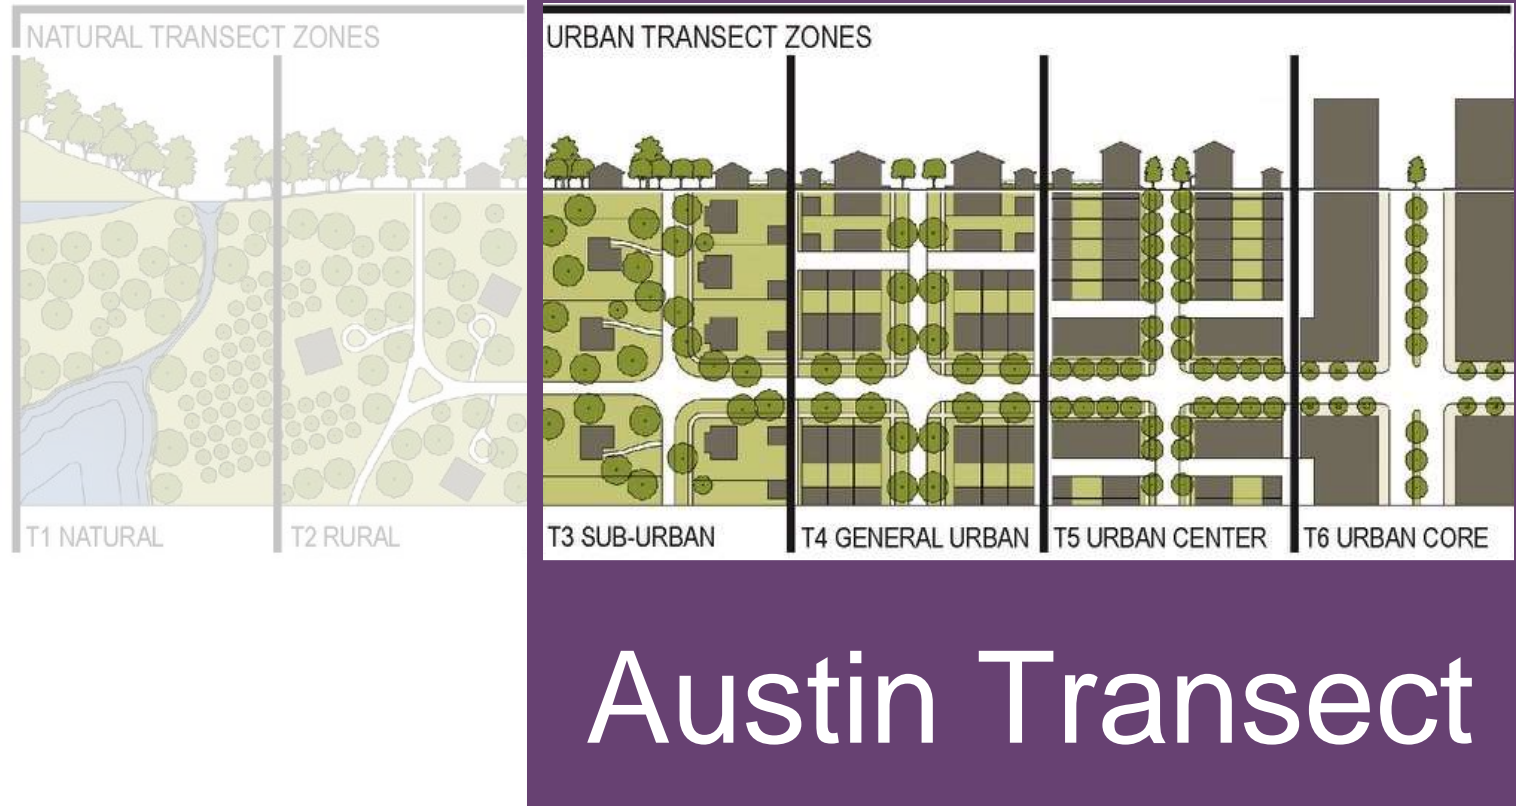 NATURAL TRANSECT ZONES
URBAN TRANSECT ZONES
T1 NATURAL
T2 RURAL
T3 SUB-URBAN
T4 GENERAL URBAN
T5 URBAN CENTER
T6 URBAN CORE
Austin Transect